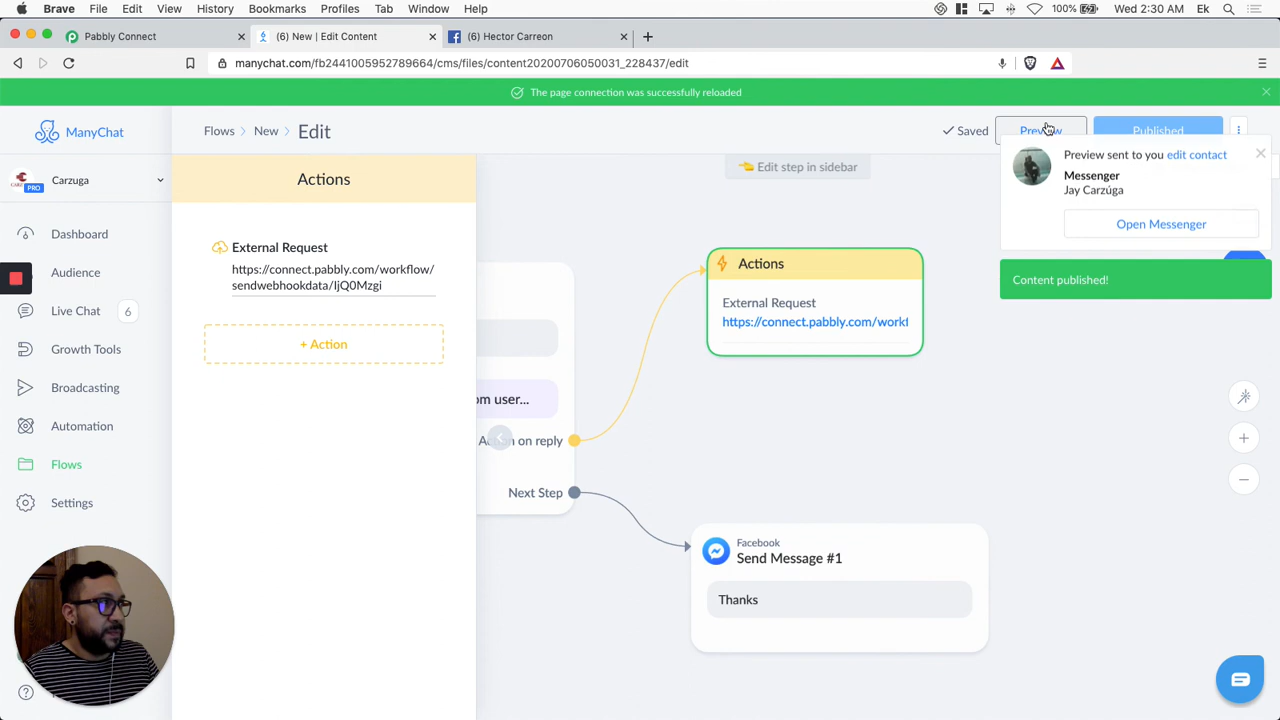 Brave File Edit View History Bookmarks Profiles Tab Window Help 100% Wed 2:30 AM Ek
Pabbly Connect
(6) New | Edit Content
(6) Hector Carreon
manychat.com/fb2441005952789664/cms/files/content20200706050031_228437/edit
The page connection was successfully reloaded
ManyChat
Flows New Edit
Saved
Preview
Published
Carzuga
PRO
Dashboard
Audience
Live Chat 6
Growth Tools
Broadcasting
Automation
Flows
Settings
Actions
External Request
https://connect.pabbly.com/workflow/
sendwebhookdata/IjQ0Mzgi
+ Action
Edit step in sidebar
om user...
Action on reply
Next Step
Actions
External Request
https://connect.pabbly.com/workf
Facebook
Send Message #1
Thanks
Preview sent to you edit contact
Messenger
Jay Carzúga
Open Messenger
Content published!